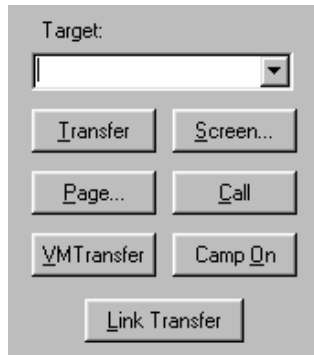 Target:
Transfer Screen...
Page... Call
VMTransfer Camp On
Link Transfer